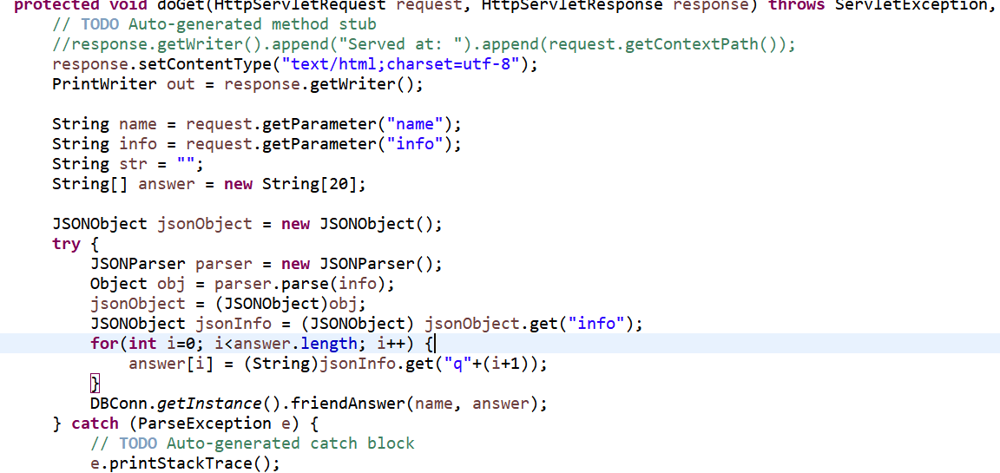 protected void doGet(HttpServletRequest request, HttpServletResponse response) throws ServletException,
// TODO Auto-generated method stub
//response.getWriter().append("Served at: ").append(request.getContextPath());
response.setContentType("text/html;charset=utf-8");
PrintWriter out = response.getWriter();
String name = request.getParameter("name");
String info = request.getParameter("info");
String str = "";
String[] answer = new String[20];
JSONObject jsonObject = new JSONObject();
try {
JSONParser parser = new JSONParser();
Object obj = parser.parse(info);
jsonObject = (JSONObject)obj;
JSONObject jsonInfo = (JSONObject) jsonObject.get("info");
for(int i=0; i<answer.length; i++) {
answer[i] = (String)jsonInfo.get("q"+(i+1));
}
DBConn.getInstance().friendAnswer(name, answer);
} catch (ParseException e) {
// TODO Auto-generated catch block
e.printStackTrace();